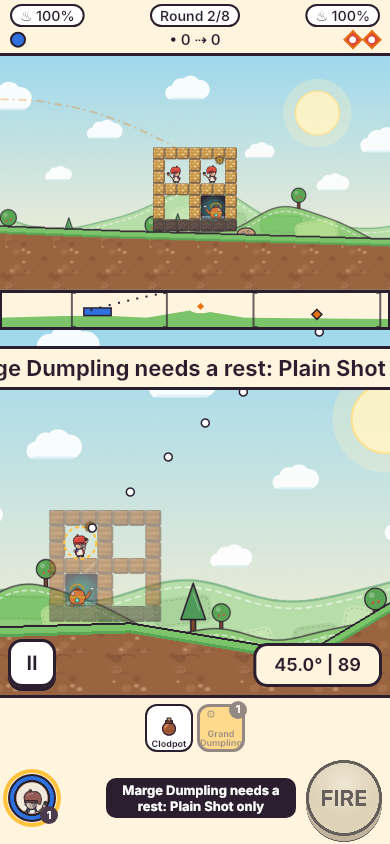 ♨ 100%
Round 2/8
♨ 100%
• 0 ⇢ 0
ge Dumpling needs a rest: Plain Shot
45.0° | 89
Clodpot
1
Grand
Dumpling
1
Marge Dumpling needs a
rest: Plain Shot only
FIRE